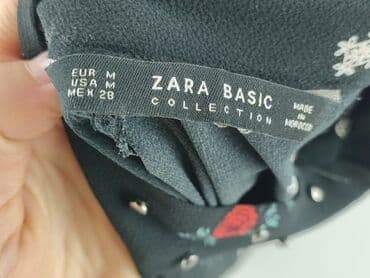 EUR M
USA M
MEX 28
ZARA BASIC
COLLECTION
MADE
in
MOROCCO